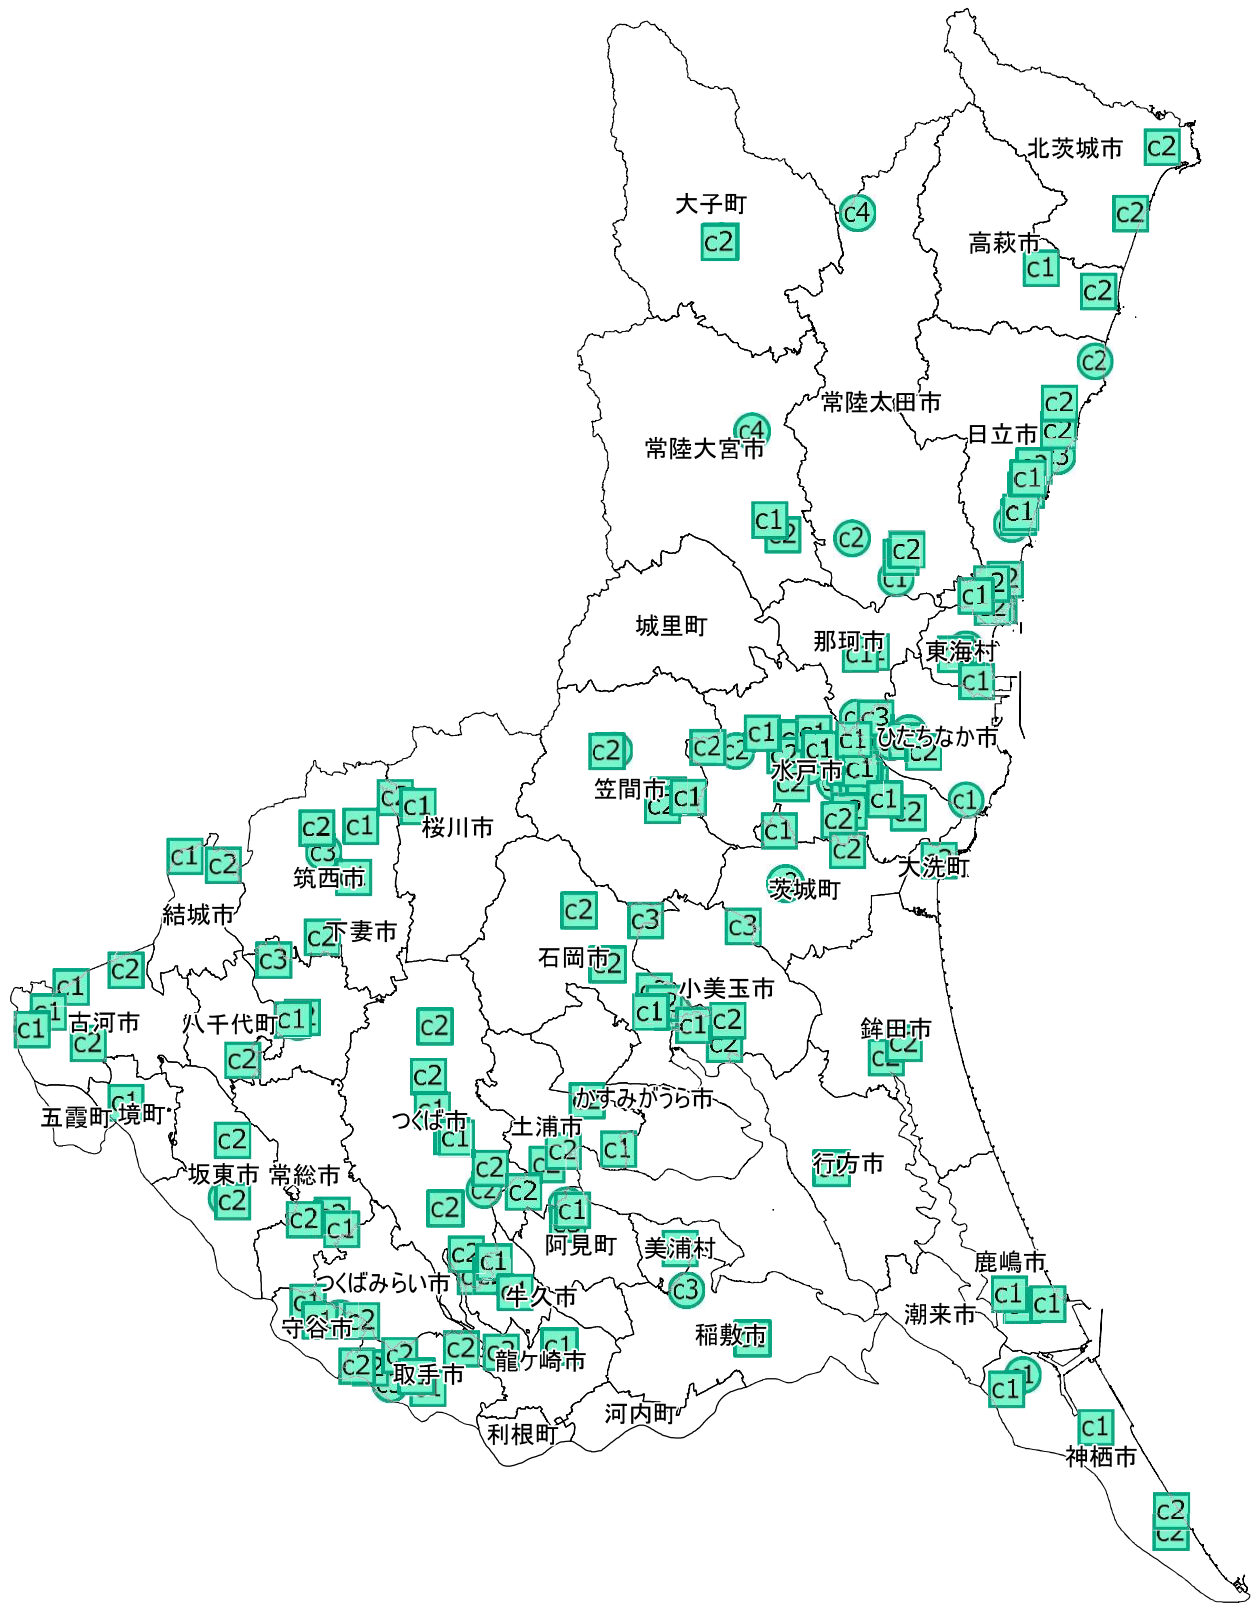 北茨城市
c2
大子町
c4
c2
c2
高萩市
c1
c2
c2
常陸太田市
c2
c4
日立市
c2
常陸大宮市
c1
c1
c2
c1
c2
c2
c1
c1
城里町
那珂市
東海村
c1
c1
c2
c2
c2
c1
c3
c1
ひたちなか市
c2
水戸市
c1
c1
笠間市
c1
c1
c1
c2
c2
c1
c2
大洗町
茨城町
c2
c1
桜川市
c2
c1
c3
筑西市
c1
c2
結城市
下妻市
c2
c3
c2
c3
c3
石岡市
c2
小美玉市
c1
c1
c2
c2
鉾田市
c2
c2
c2
c1
c1
古河市
c2
八千代町
c1
c2
c2
c2
つくば市
c1
かすみがうら市
土浦市
c2
c1
c2
c2
c2
c2
五霞町
境町
c1
c2
坂東市
c2
常総市
c2
c1
行方市
c1
阿見町
美浦村
c3
鹿嶋市
c1
c1
潮来市
つくばみらい市
c2
c1
牛久市
守谷市
c2
c2
取手市
c2
龍ケ崎市
c1
稲敷市
利根町
河内町
c1
c1
神栖市
c2
c2